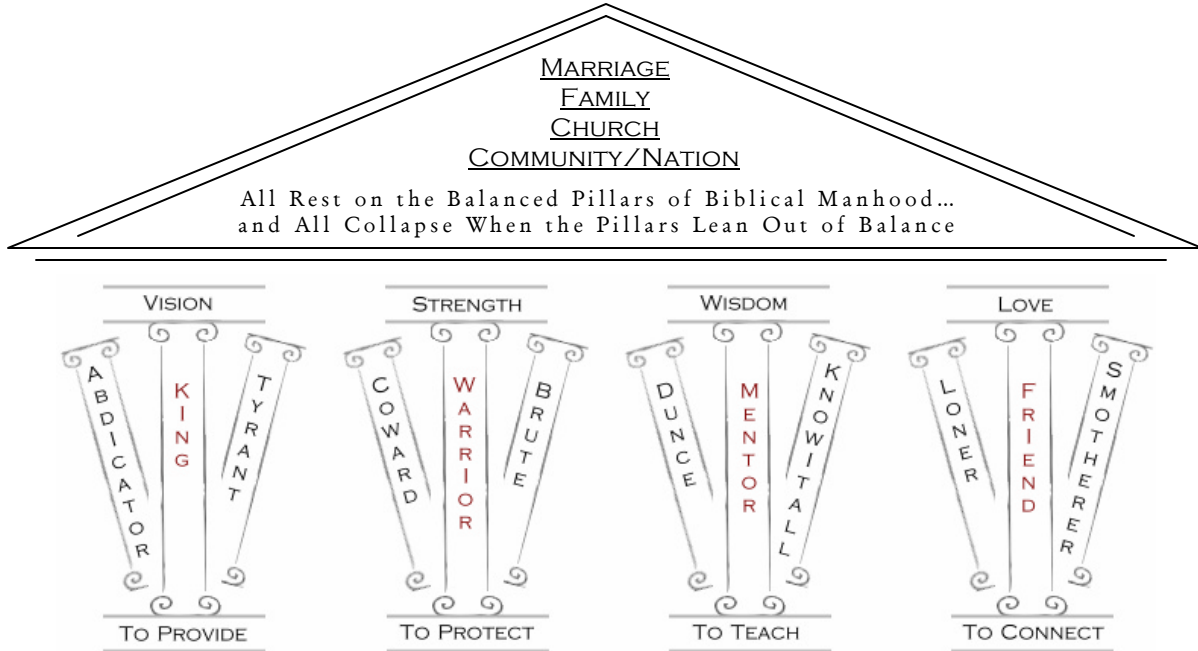 MARRIAGE
FAMILY
CHURCH
COMMUNITY/NATION
All Rest on the Balanced Pillars of Biblical Manhood...
and All Collapse When the Pillars Lean Out of Balance
VISION
ABDICATOR
KING
TYRANT
TO PROVIDE
STRENGTH
COWARD
WARRIOR
BRUTE
TO PROTECT
WISDOM
DUNCE
MENTOR
KNOWITALL
TO TEACH
LOVE
LONER
FRIEND
SMOTHERER
TO CONNECT